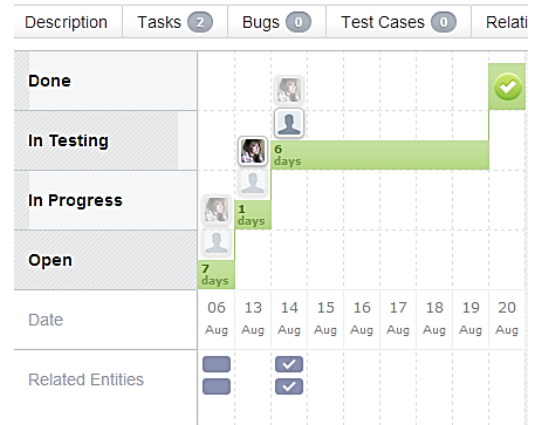 Description Tasks 2 Bugs 0 Test Cases 0 Relati
Done
In Testing
6 days
In Progress
1 days
Open
7 days
Date
06 Aug 13 Aug 14 Aug 15 Aug 16 Aug 17 Aug 18 Aug 19 Aug 20 Aug
Related Entities